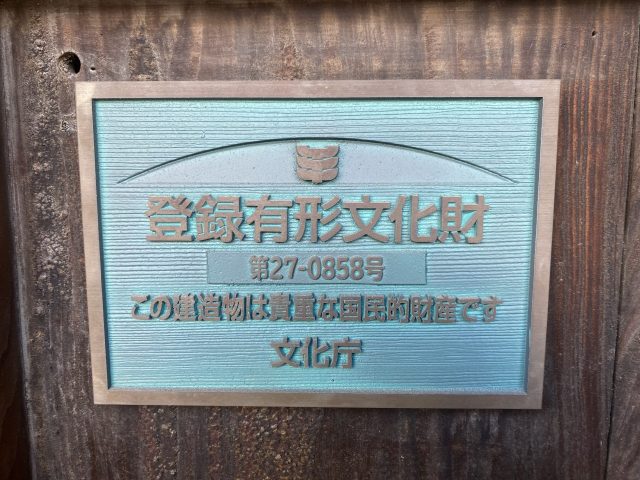 登録有形文化財
第27-0858号
この建造物は貴重な国民的財産です
文化庁